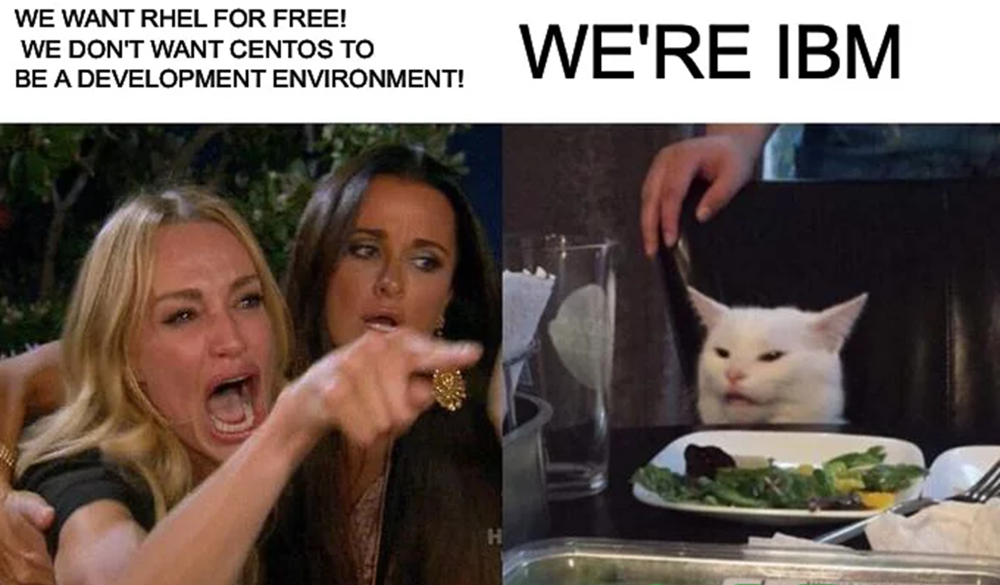 WE WANT RHEL FOR FREE!
WE DON'T WANT CENTOS TO
BE A DEVELOPMENT ENVIRONMENT!
WE'RE IBM
H